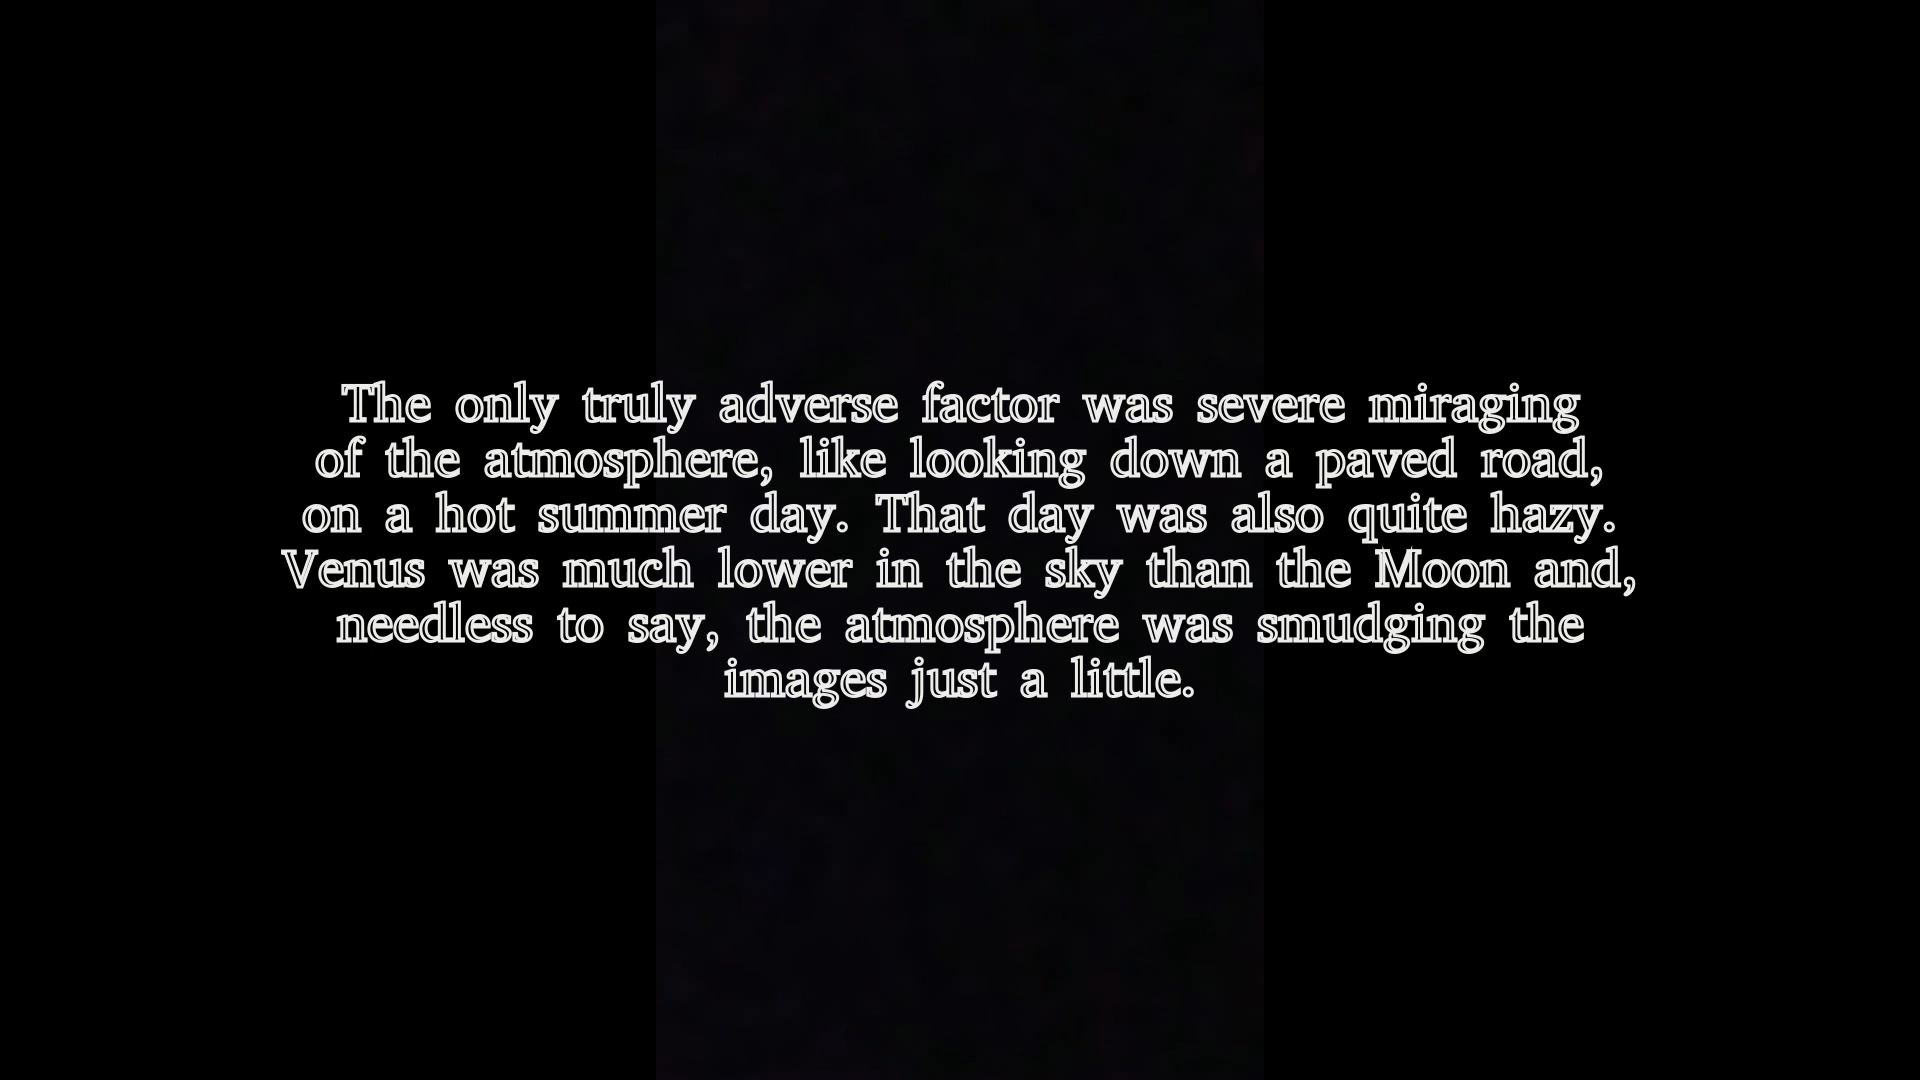 The only truly adverse factor was severe miraging
of the atmosphere, like looking down a paved road,
on a hot summer day. That day was also quite hazy.
Venus was much lower in the sky than the Moon and,
needless to say, the atmosphere was smudging the
images just a little.